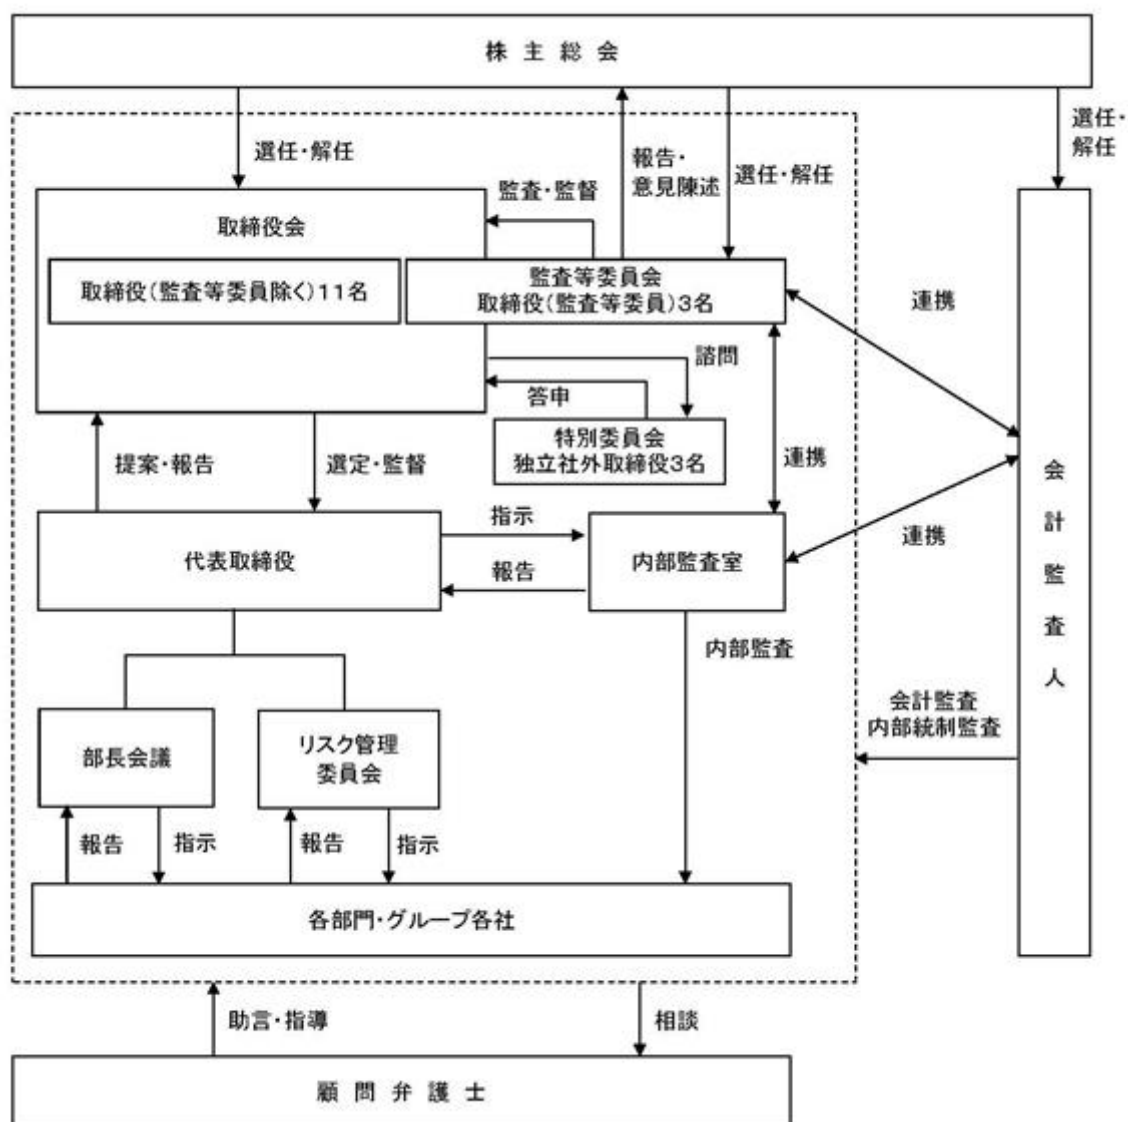 株主総会
選任・解任
報告・
意見陳述
選任・解任
選任・
解任
監査・監督
取締役会
取締役(監査等委員除く)11名
監査等委員会
取締役(監査等委員)3名
連携
諮問
答申
特別委員会
独立社外取締役3名
提案・報告
選定・監督
連携
代表取締役
指示
報告
内部監査室
連携
会計監査人
内部監査
会計監査
内部統制監査
部長会議
リスク管理
委員会
報告
指示
報告
指示
各部門・グループ各社
助言・指導
相談
顧問弁護士